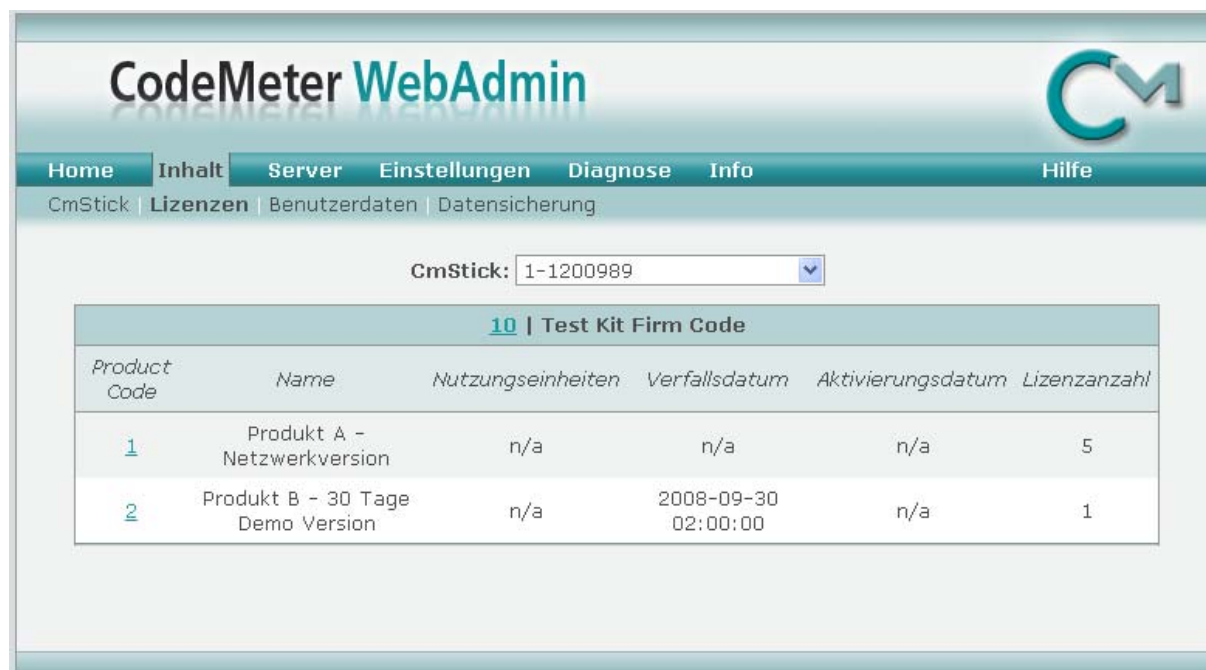 CodeMeter WebAdmin
CM
Home Inhalt Server Einstellungen Diagnose Info Hilfe
CmStick | Lizenzen | Benutzerdaten | Datensicherung
CmStick: 1-1200989
10 | Test Kit Firm Code
Product Code Name Nutzungseinheiten Verfallsdatum Aktivierungsdatum Lizenzanzahl
1 Produkt A - Netzwerkversion n/a n/a n/a 5
2 Produkt B - 30 Tage Demo Version n/a 2008-09-30 02:00:00 n/a 1